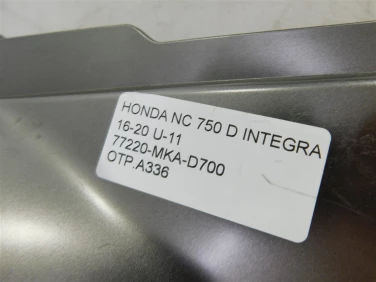 HONDA NC 750 D INTEGRA
16-20 U-11
77220-MKA-D700
OTP.A336